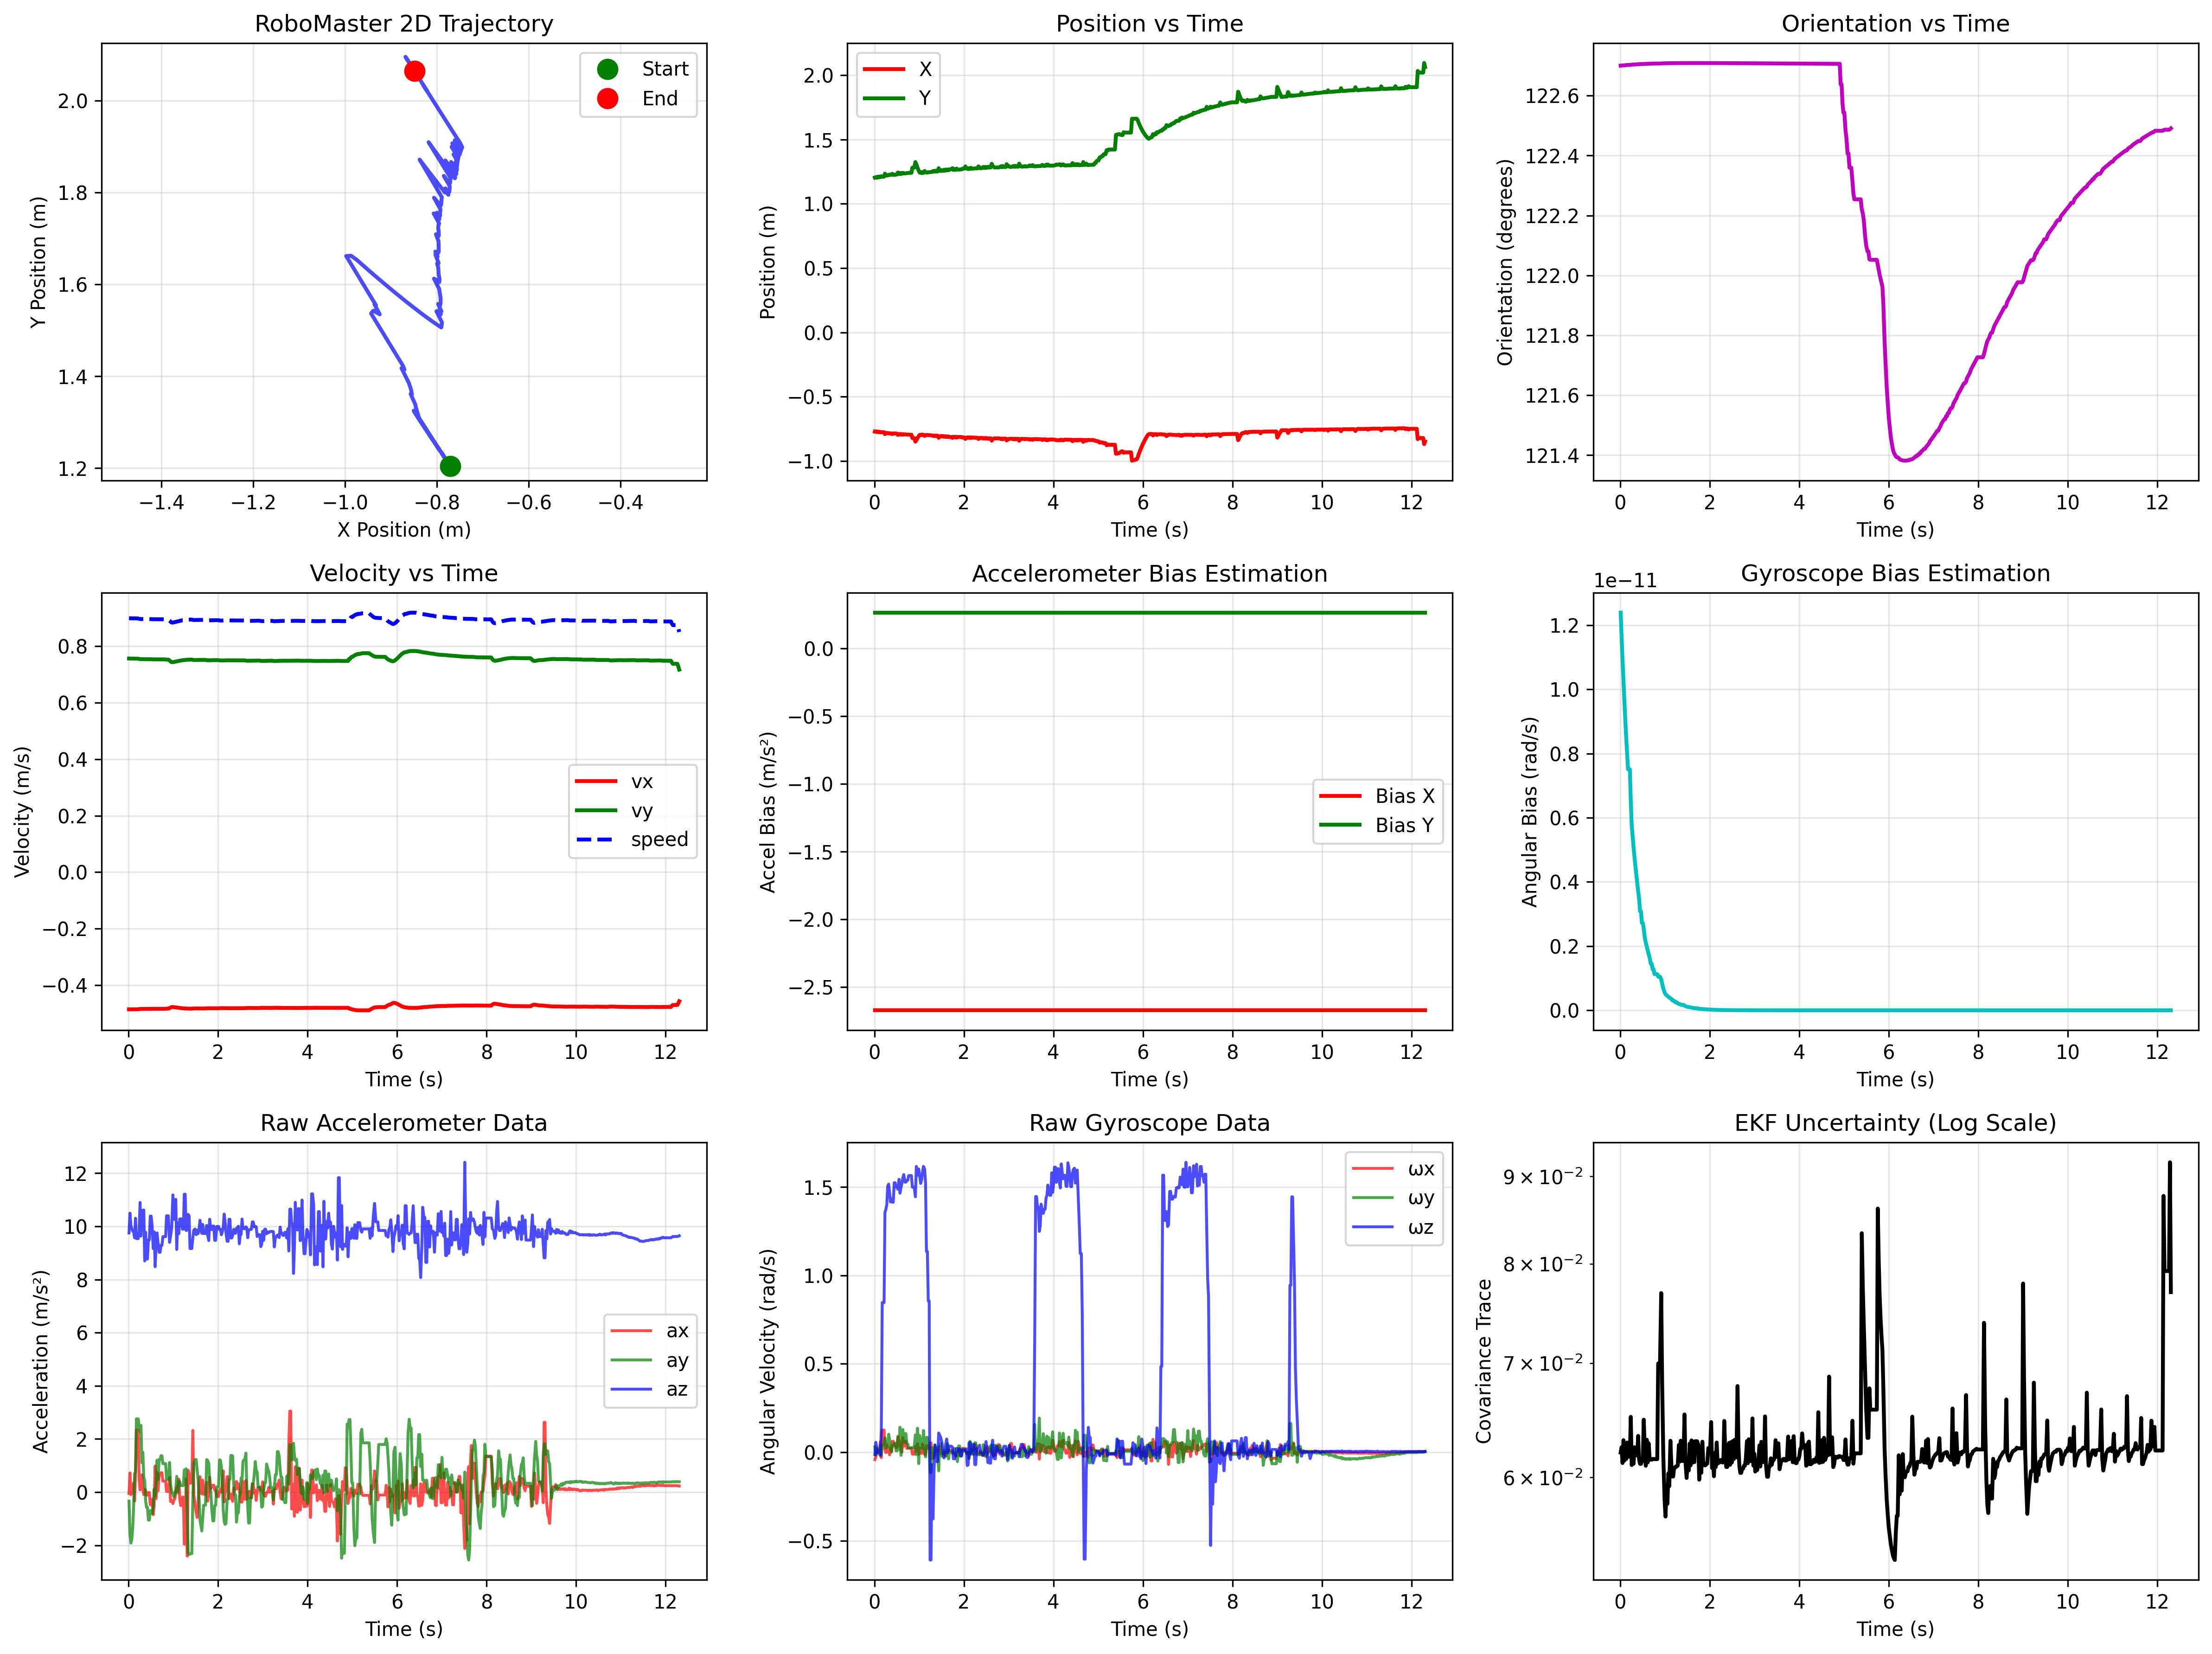 RoboMaster 2D Trajectory
Y Position (m)
2.0
1.8
1.6
1.4
1.2
−1.4 −1.2 −1.0 −0.8 −0.6 −0.4
X Position (m)
Start
End
Position vs Time
Position (m)
2.0
1.5
1.0
0.5
0.0
−0.5
−1.0
0 2 4 6 8 10 12
Time (s)
X
Y
Orientation vs Time
Orientation (degrees)
122.6
122.4
122.2
122.0
121.8
121.6
121.4
0 2 4 6 8 10 12
Time (s)
Velocity vs Time
Velocity (m/s)
0.8
0.6
0.4
0.2
0.0
−0.2
−0.4
0 2 4 6 8 10 12
Time (s)
vx
vy
speed
Accelerometer Bias Estimation
Accel Bias (m/s²)
0.0
−0.5
−1.0
−1.5
−2.0
−2.5
0 2 4 6 8 10 12
Time (s)
Bias X
Bias Y
Gyroscope Bias Estimation
1e−11
Angular Bias (rad/s)
1.2
1.0
0.8
0.6
0.4
0.2
0.0
0 2 4 6 8 10 12
Time (s)
Raw Accelerometer Data
Acceleration (m/s²)
12
10
8
6
4
2
0
−2
0 2 4 6 8 10 12
Time (s)
ax
ay
az
Raw Gyroscope Data
Angular Velocity (rad/s)
1.5
1.0
0.5
0.0
−0.5
0 2 4 6 8 10 12
Time (s)
ωx
ωy
ωz
EKF Uncertainty (Log Scale)
Covariance Trace
9 × 10⁻²
8 × 10⁻²
7 × 10⁻²
6 × 10⁻²
0 2 4 6 8 10 12
Time (s)